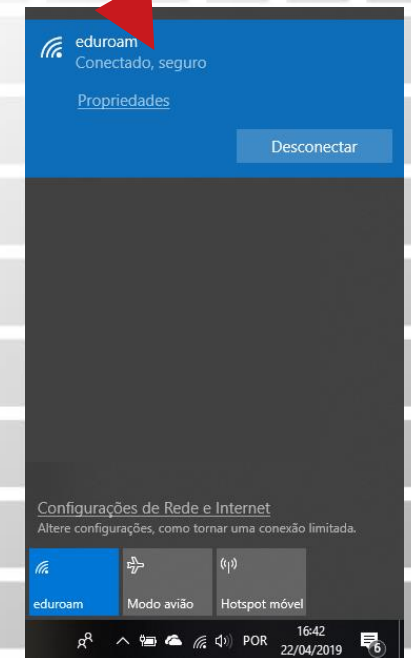 eduroam
Conectado, seguro
Propriedades
Desconectar
Configurações de Rede e Internet
Altere configurações, como tornar uma conexão limitada.
eduroam Modo avião Hotspot móvel
POR 16:42
22/04/2019 6